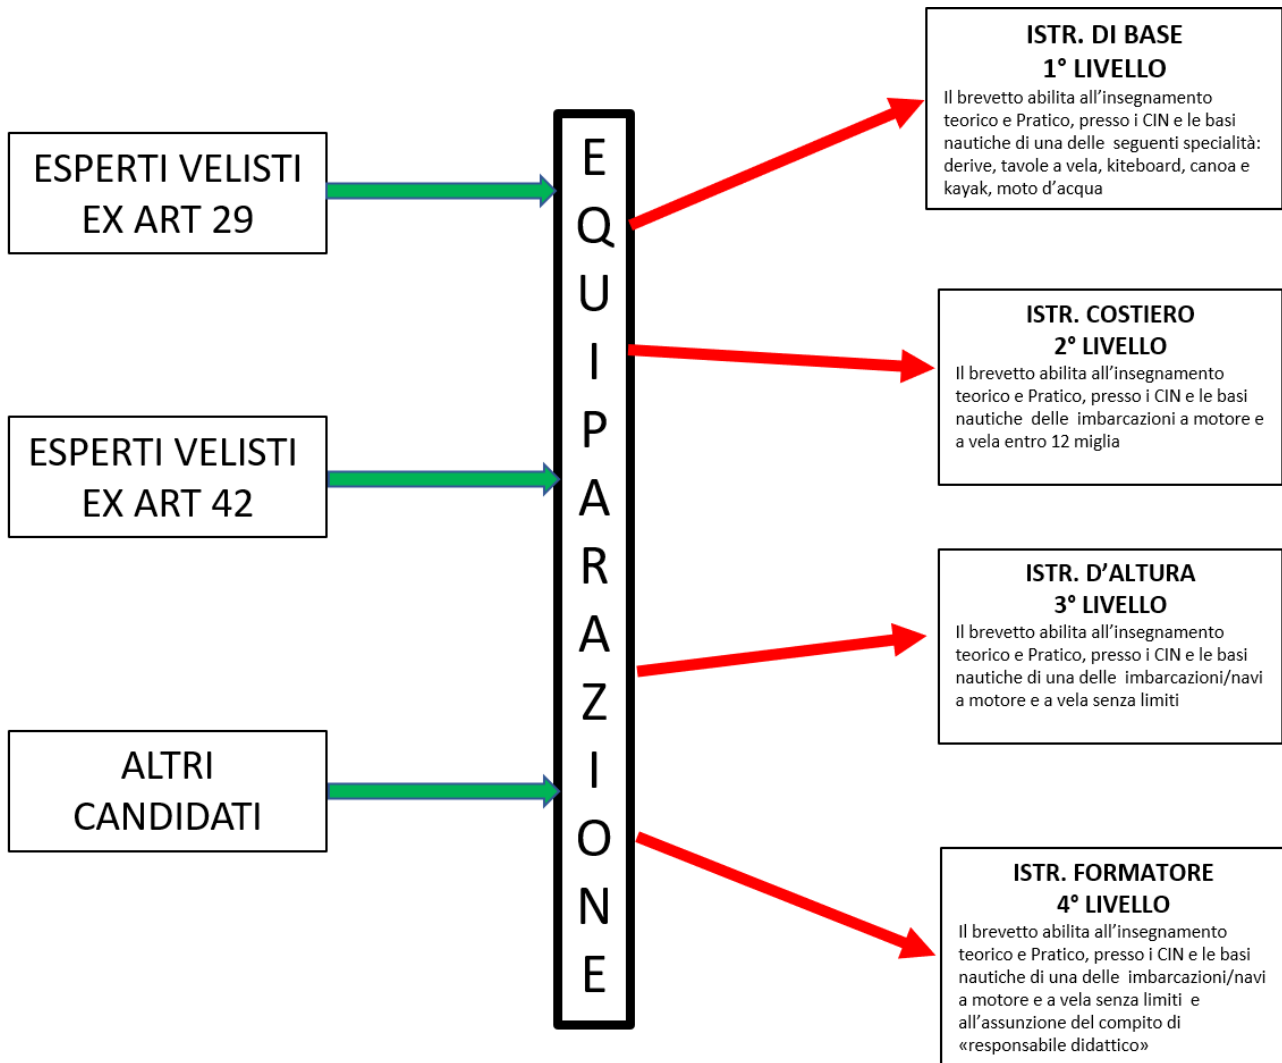 ESPERTI VELISTI
EX ART 29
ESPERTI VELISTI
EX ART 42
ALTRI
CANDIDATI
E
Q
U
I
P
A
R
A
Z
I
O
N
E
ISTR. DI BASE
1° LIVELLO
Il brevetto abilita all’insegnamento
teorico e Pratico, presso i CIN e le basi
nautiche di una delle seguenti specialità:
derive, tavole a vela, kiteboard, canoa e
kayak, moto d’acqua
ISTR. COSTIERO
2° LIVELLO
Il brevetto abilita all’insegnamento
teorico e Pratico, presso i CIN e le basi
nautiche delle imbarcazioni a motore e
a vela entro 12 miglia
ISTR. D’ALTURA
3° LIVELLO
Il brevetto abilita all’insegnamento
teorico e Pratico, presso i CIN e le basi
nautiche di una delle imbarcazioni/navi
a motore e a vela senza limiti
ISTR. FORMATORE
4° LIVELLO
Il brevetto abilita all’insegnamento
teorico e Pratico, presso i CIN e le basi
nautiche di una delle imbarcazioni/navi
a motore e a vela senza limiti e
all’assunzione del compito di
«responsabile didattico»